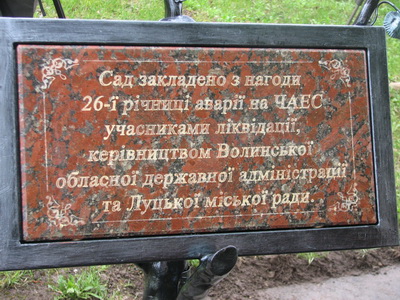 Сад закладено з нагоди
26-ї річниці аварії на ЧАЕС
учасниками ліквідації,
керівництвом Волинської
обласної державної адміністрації
та Луцької міської ради.